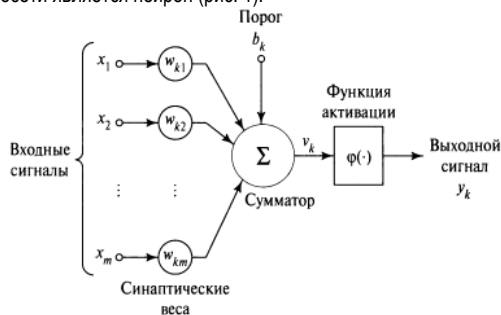 ости является нейрон (рис. 1).
Порог
b_k
x_1
w_k1
x_2
w_k2
Входные
сигналы
⋮
⋮
x_m
w_km
Синаптические
веса
Σ
Сумматор
v_k
Функция
активации
φ(·)
Выходной
сигнал
y_k